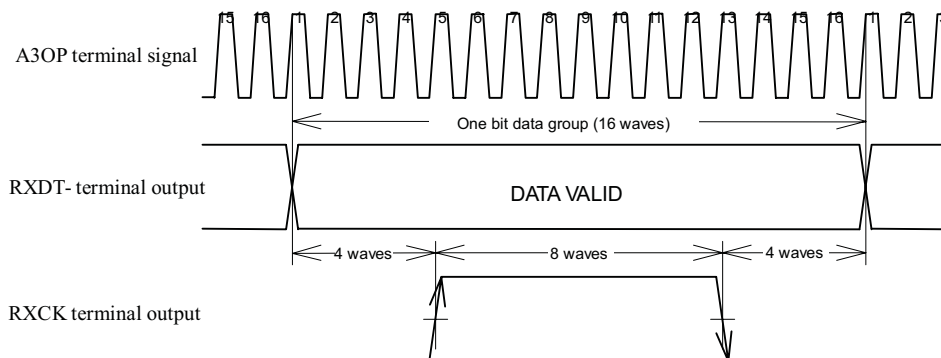 15 16 1 2 3 4 5 6 7 8 9 10 11 12 13 14 15 16 1 2
A3OP terminal signal
One bit data group (16 waves)
RXDT- terminal output
DATA VALID
4 waves
8 waves
4 waves
RXCK terminal output